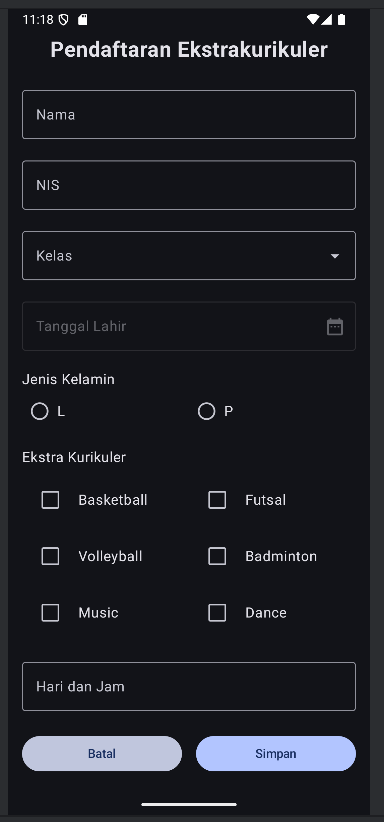 11:18
Pendaftaran Ekstrakurikuler
Nama
NIS
Kelas
Tanggal Lahir
Jenis Kelamin
L P
Ekstra Kurikuler
Basketball Futsal
Volleyball Badminton
Music Dance
Hari dan Jam
Batal Simpan